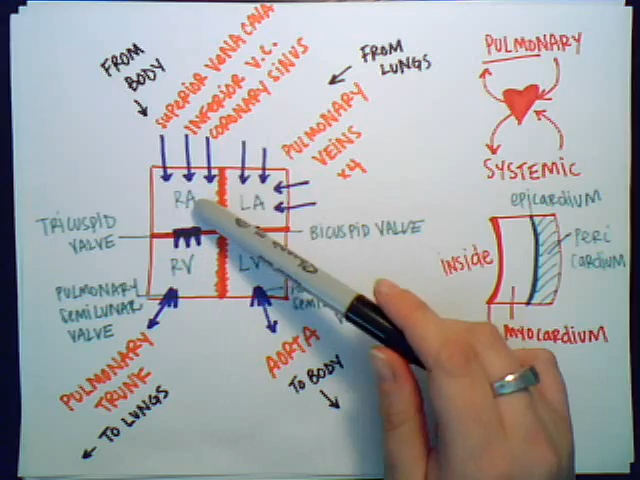 FROM
BODY
SUPERIOR VENA CAVA
INFERIOR V.C.
CORONARY SINUS
FROM
LUNGS
PULMONARY
VEINS
x4
RA
LA
TRICUSPID
VALVE
BICUSPID VALVE
RV
LV
PULMONARY
SEMILUNAR
VALVE
PULMONARY
TRUNK
TO LUNGS
AORTA
TO BODY
PULMONARY
SYSTEMIC
epicardium
inside
PERI
CARDIUM
MYOCARDIUM